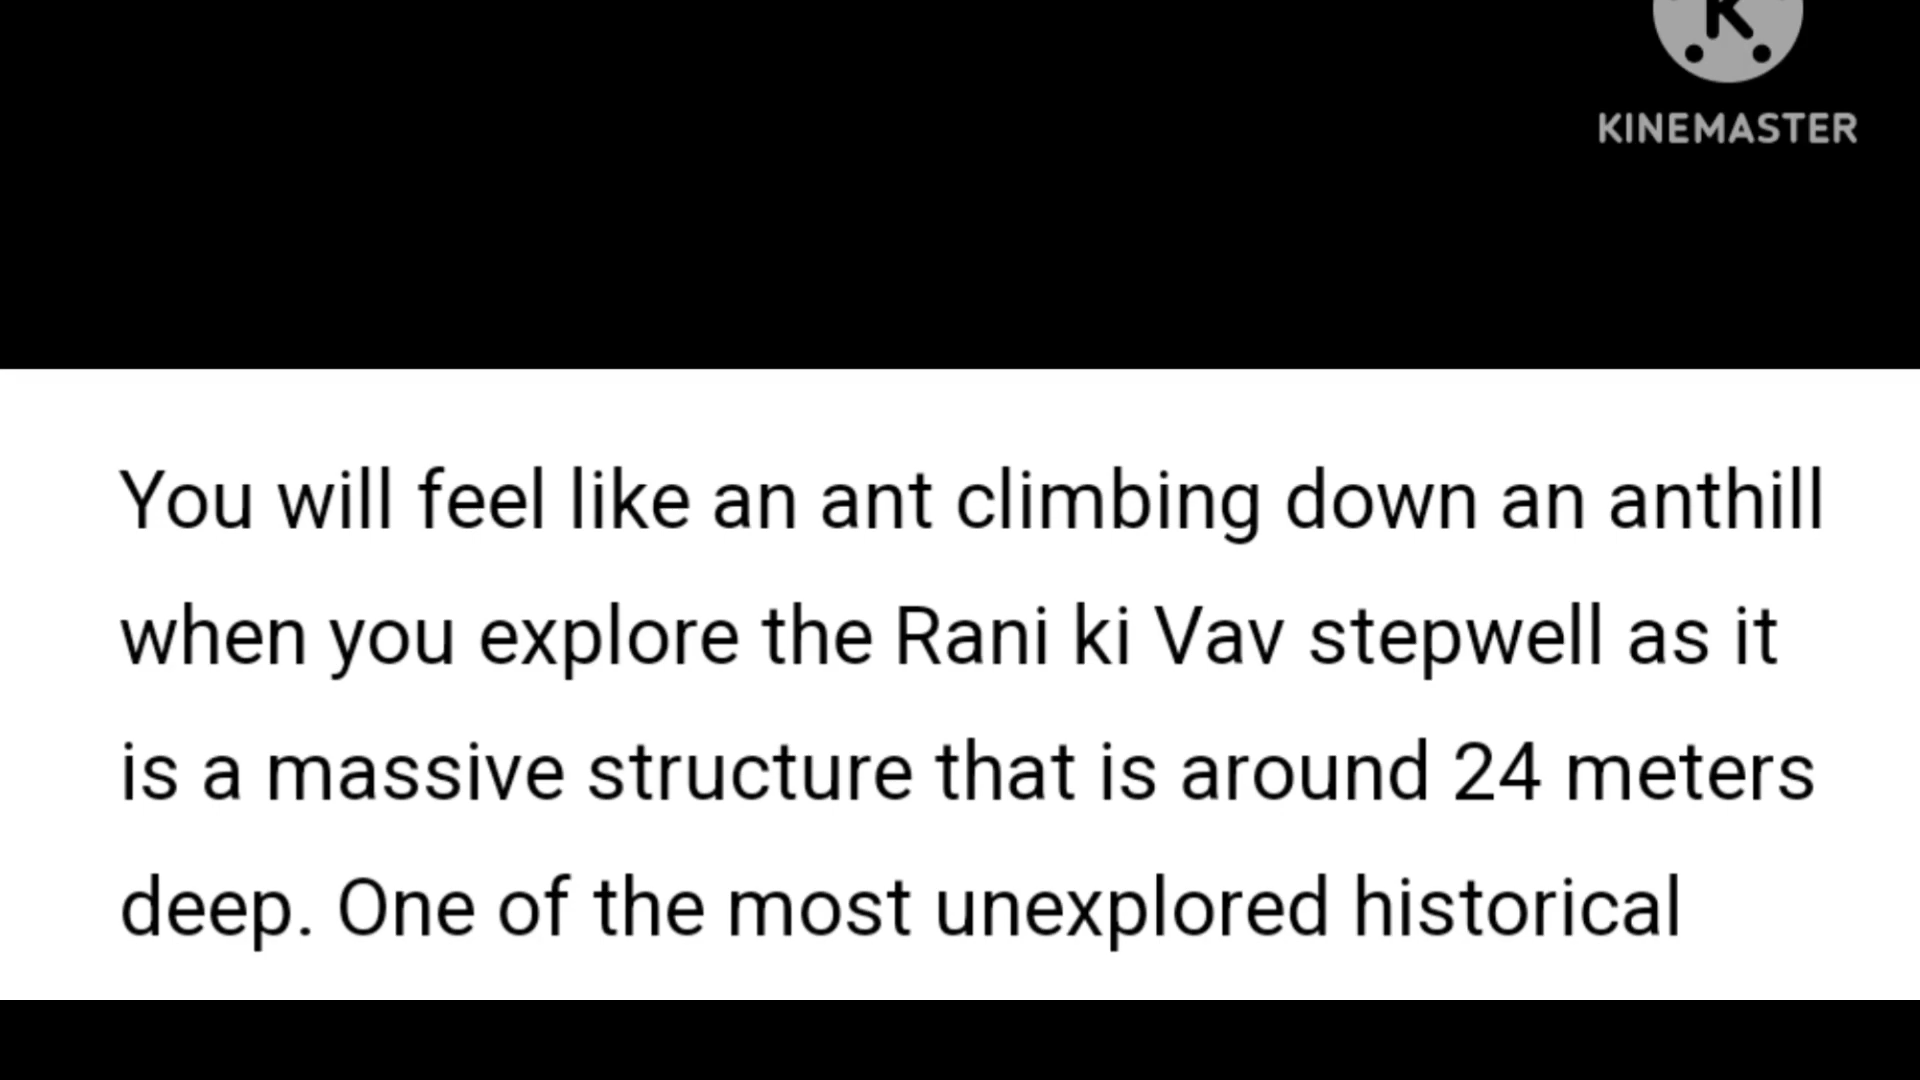 K
KINEMASTER
You will feel like an ant climbing down an anthill
when you explore the Rani ki Vav stepwell as it
is a massive structure that is around 24 meters
deep. One of the most unexplored historical